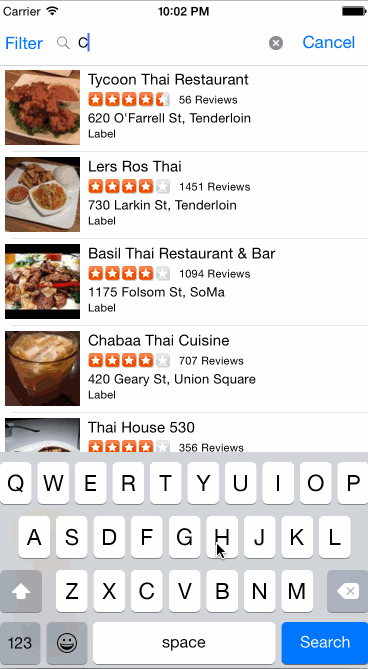 Carrier 10:02 PM
Filter C Cancel
Tycoon Thai Restaurant
56 Reviews
620 O'Farrell St, Tenderloin
Label
Lers Ros Thai
1451 Reviews
730 Larkin St, Tenderloin
Label
Basil Thai Restaurant & Bar
1094 Reviews
1175 Folsom St, SoMa
Label
Chabaa Thai Cuisine
707 Reviews
420 Geary St, Union Square
Label
Thai House 530
356 Reviews
Q W E R T Y U I O P
A S D F G H J K L
Z X C V B N M
123 space Search